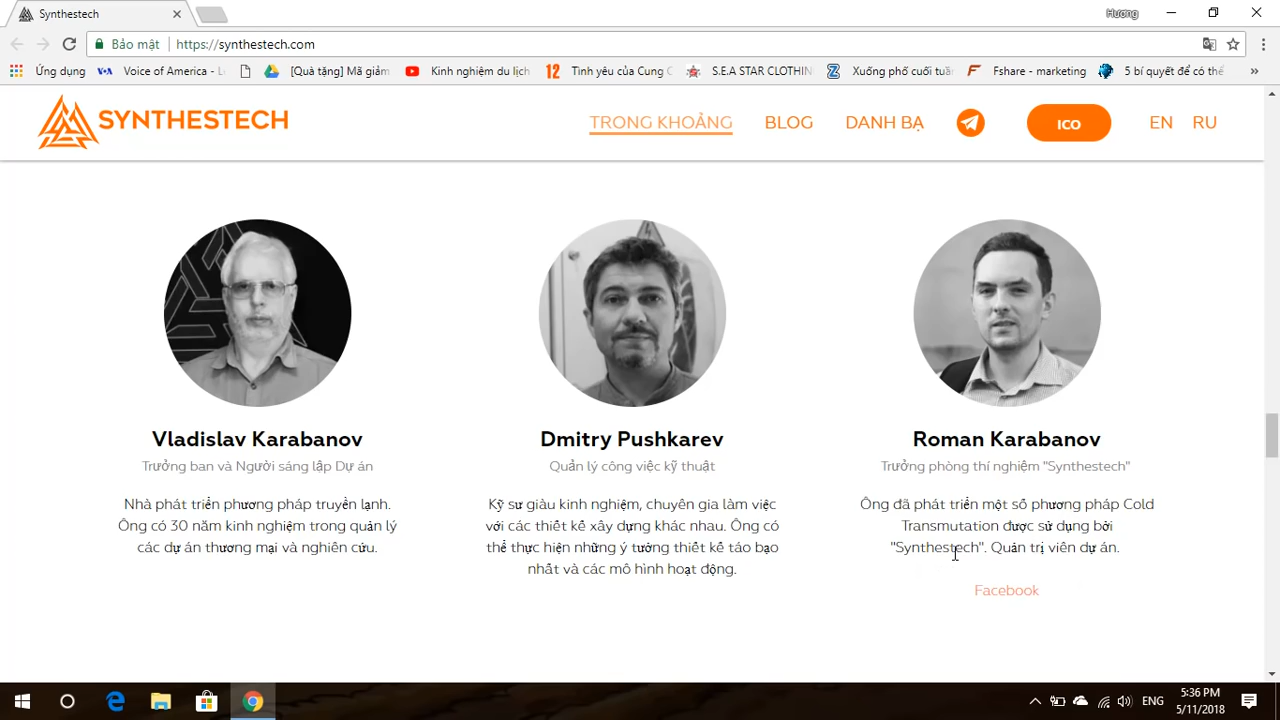 Synthestech
Hương
Bảo mật
https://synthestech.com
Ứng dụng
Voice of America - L
[Quà tặng] Mã giảm
Kinh nghiệm du lịch
Tình yêu của Cung C
S.E.A STAR CLOTHIN
Xuống phố cuối tuần
Fshare - marketing
5 bí quyết để có thể
»
SYNTHESTECH
TRONG KHOẢNG
BLOG
DANH BẠ
ICO
EN
RU
Vladislav Karabanov
Trưởng ban và Người sáng lập Dự án
Nhà phát triển phương pháp truyền lạnh.
Ông có 30 năm kinh nghiệm trong quản lý
các dự án thương mại và nghiên cứu.
Dmitry Pushkarev
Quản lý công việc kỹ thuật
Kỹ sư giàu kinh nghiệm, chuyên gia làm việc
với các thiết kế xây dựng khác nhau. Ông có
thể thực hiện những ý tưởng thiết kế táo bạo
nhất và các mô hình hoạt động.
Roman Karabanov
Trưởng phòng thí nghiệm "Synthestech"
Ông đã phát triển một số phương pháp Cold
Transmutation được sử dụng bởi
"Synthestech". Quản trị viên dự án.
Facebook
ENG
5:36 PM
5/11/2018